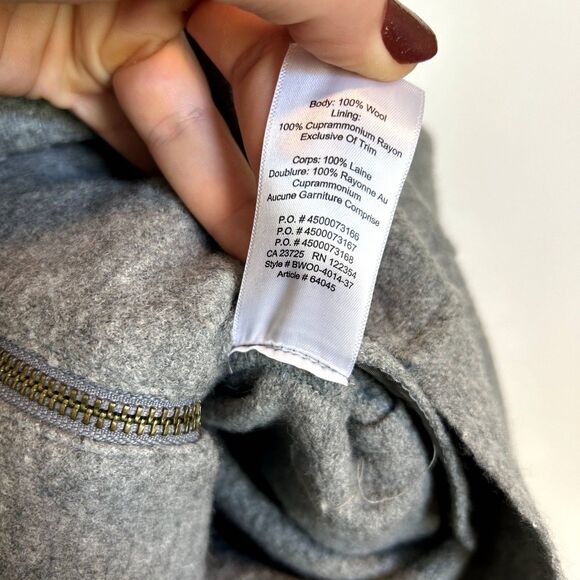 Body: 100% Wool
Lining:
100% Cuprammonium Rayon
Exclusive Of Trim
Corps: 100% Laine
Doublure: 100% Rayonne Au
Cuprammonium
Aucune Garniture Comprise
P.O. # 4500073166
P.O. # 4500073167
P.O. # 4500073168
CA 23725 RN 122354
Style # BWO0-4014-37
Article # 64045